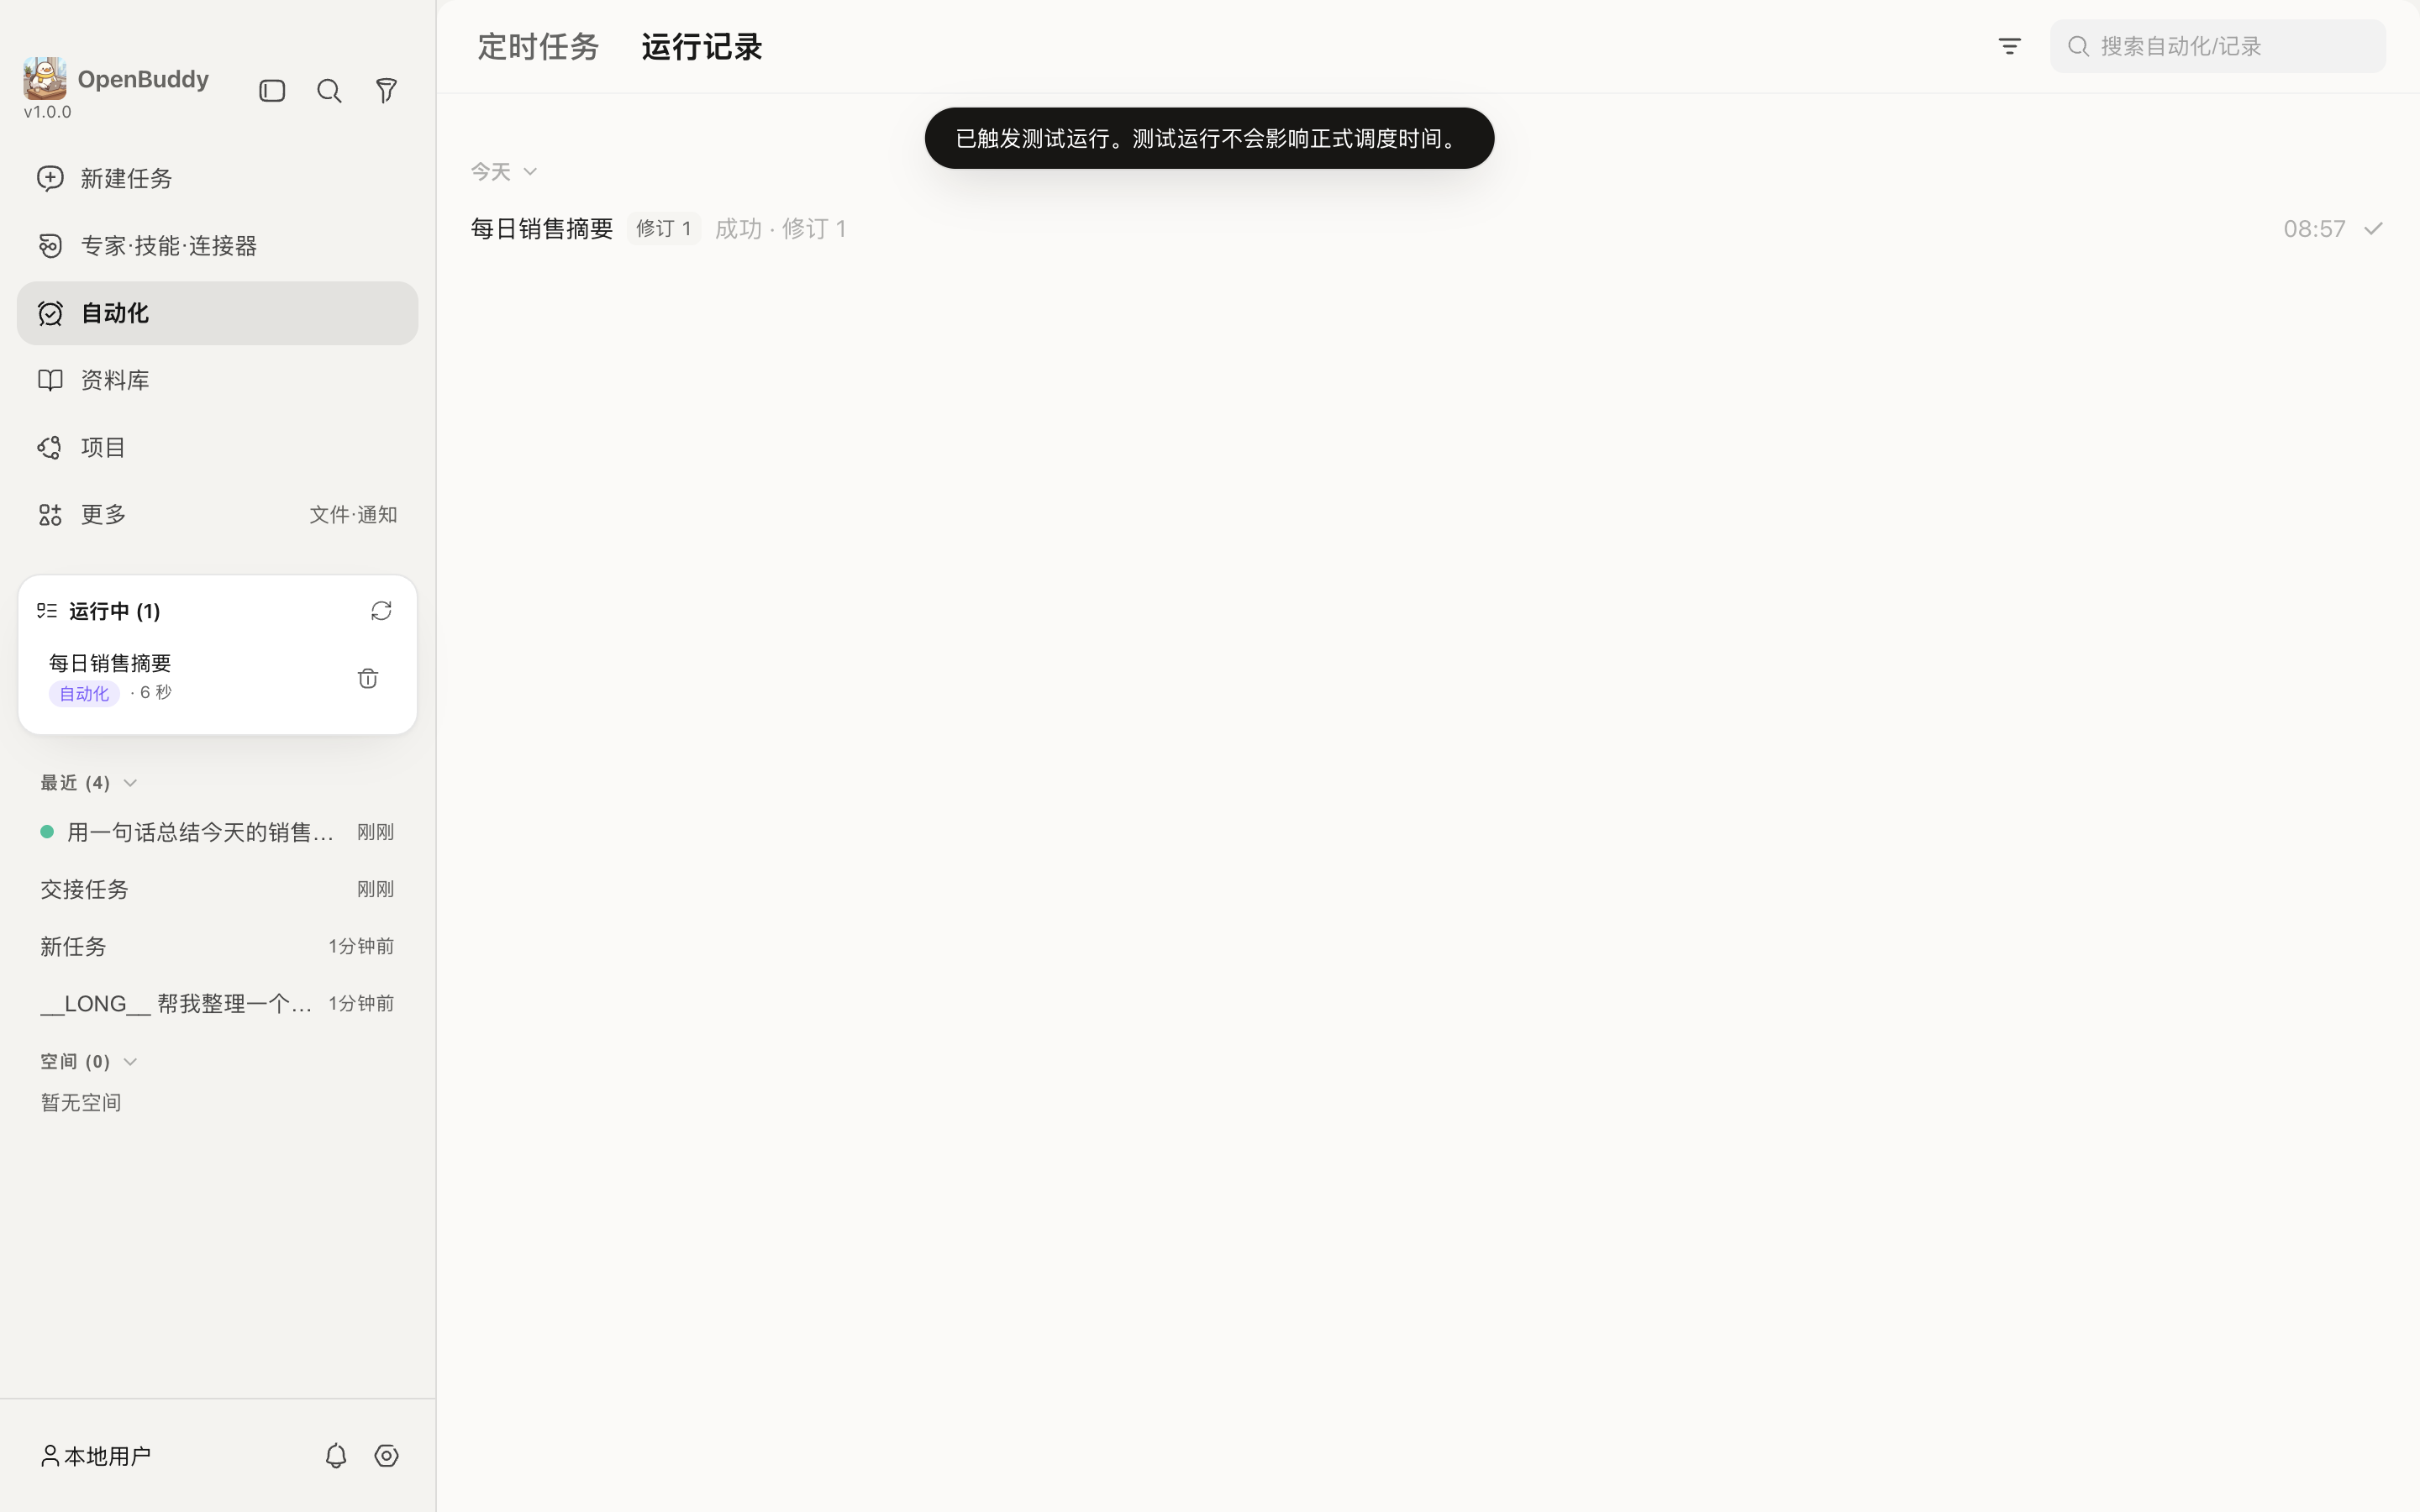 OpenBuddy
v1.0.0
新建任务
专家·技能·连接器
自动化
资料库
项目
更多 文件·通知
运行中 (1)
每日销售摘要
自动化 · 6 秒
最近 (4)
用一句话总结今天的销售... 刚刚
交接任务 刚刚
新任务 1分钟前
__LONG__ 帮我整理一个... 1分钟前
空间 (0)
暂无空间
本地用户
定时任务 运行记录
搜索自动化/记录
已触发测试运行。测试运行不会影响正式调度时间。
今天
每日销售摘要 修订 1 成功 · 修订 1 08:57